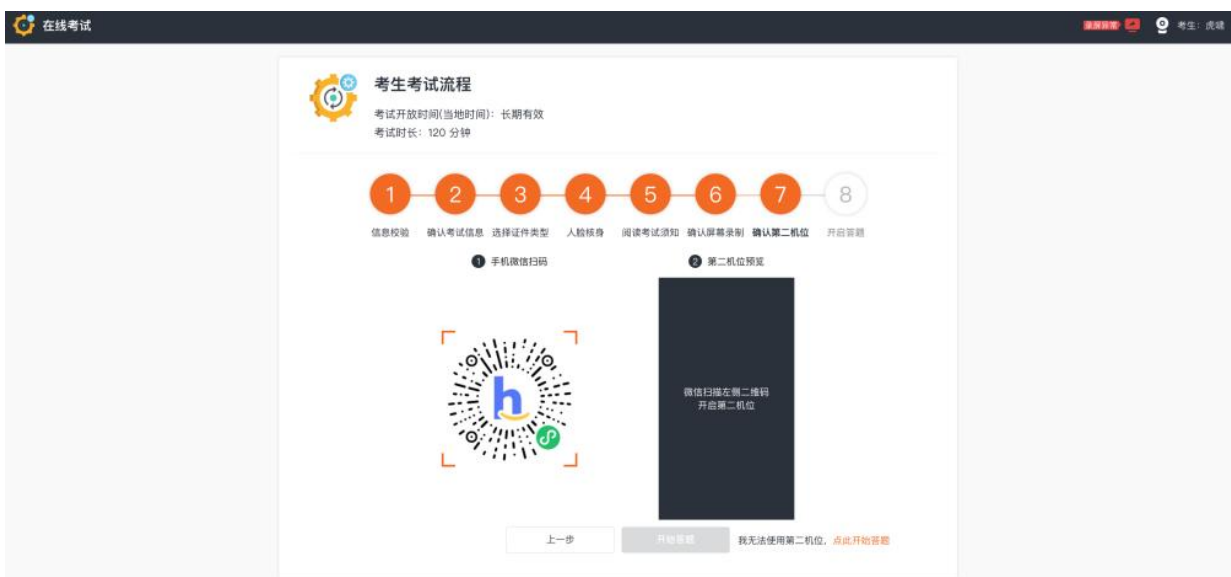 在线考试
录屏异常
考生：虎啸
考生考试流程
考试开放时间(当地时间)：长期有效
考试时长：120 分钟
1 2 3 4 5 6 7 8
信息校验 确认考试信息 选择证件类型 人脸核身 阅读考试须知 确认屏幕录制 确认第二机位 开启答题
1 手机微信扫码
2 第二机位预览
h
微信扫描左侧二维码
开启第二机位
上一步 开始答题 我无法使用第二机位，点此开始答题